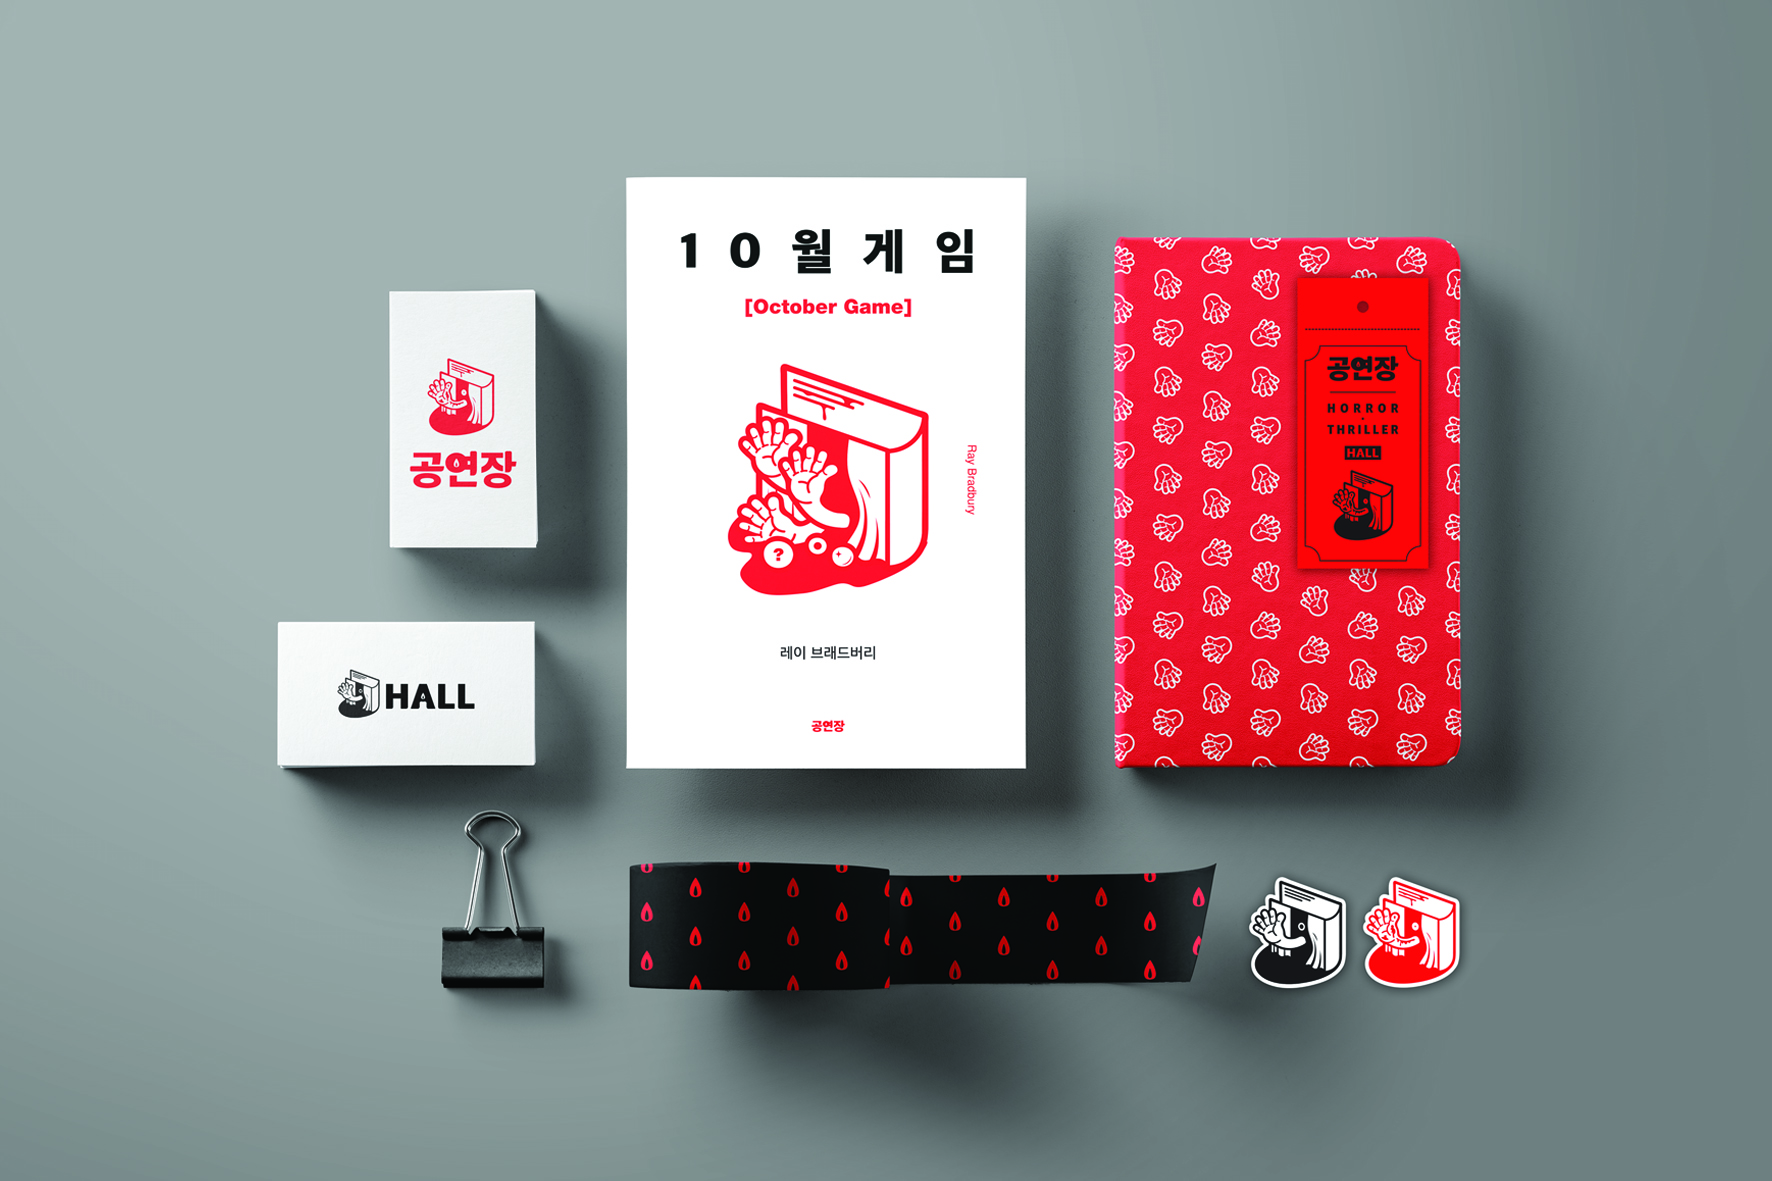 공연장
HALL
10월게임
[October Game]
?
Ray Bradbury
레이 브래드버리
공연장
공연장
HORROR
·
THRILLER
HALL